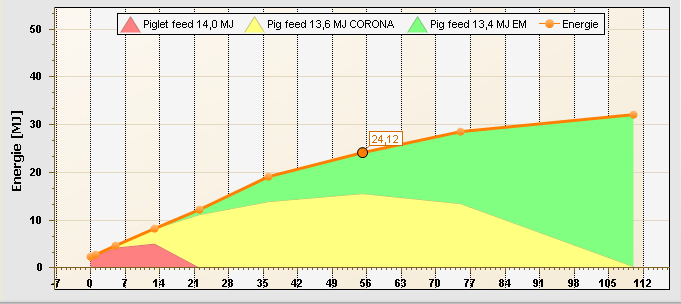 Piglet feed 14,0 MJ Pig feed 13,6 MJ CORONA Pig feed 13,4 MJ EM Energie
50
40
30
20
10
0
Energie [MJ]
24,12
-7 0 7 14 21 28 35 42 49 56 63 70 77 84 91 98 105 112